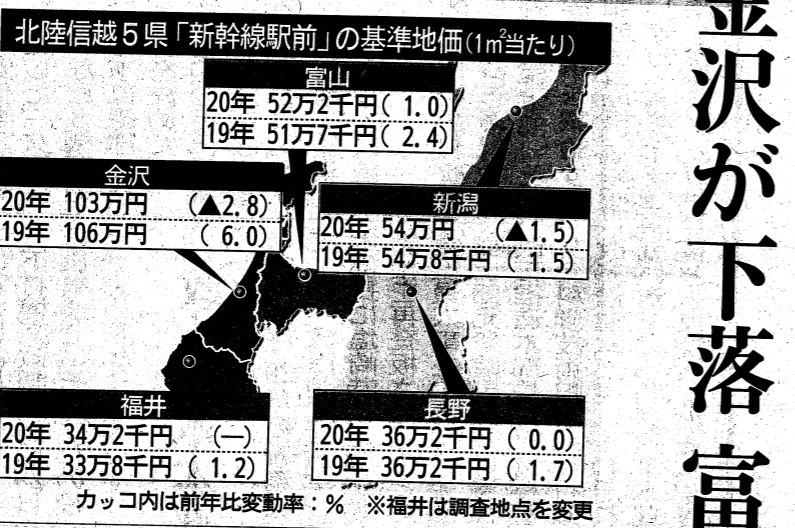 北陸信越5県「新幹線駅前」の基準地価(1㎡当たり)
富山
20年 52万2千円( 1.0)
19年 51万7千円( 2.4)
金沢
20年 103万円 (▲2.8)
19年 106万円 ( 6.0)
新潟
20年 54万円 (▲1.5)
19年 54万8千円( 1.5)
福井
20年 34万2千円 (―)
19年 33万8千円( 1.2)
長野
20年 36万2千円( 0.0)
19年 36万2千円( 1.7)
カッコ内は前年比変動率：% ※福井は調査地点を変更
金沢が下落 富